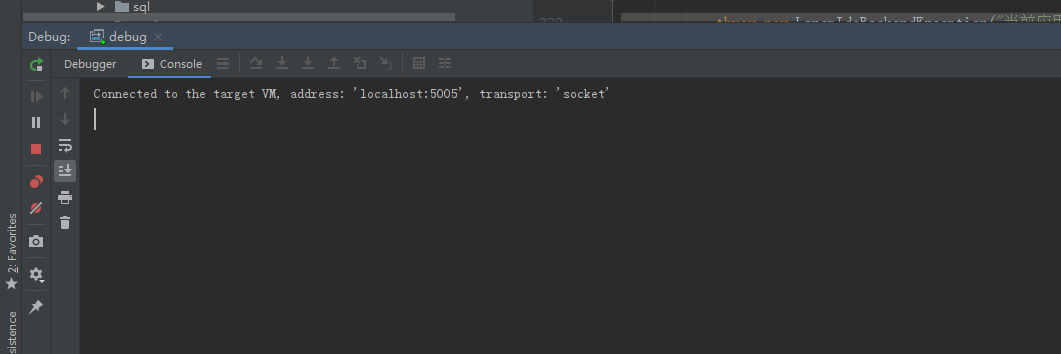 sql
Debug:
debug
Debugger
Console
Connected to the target VM, address: 'localhost:5005', transport: 'socket'
2: Favorites
sistence